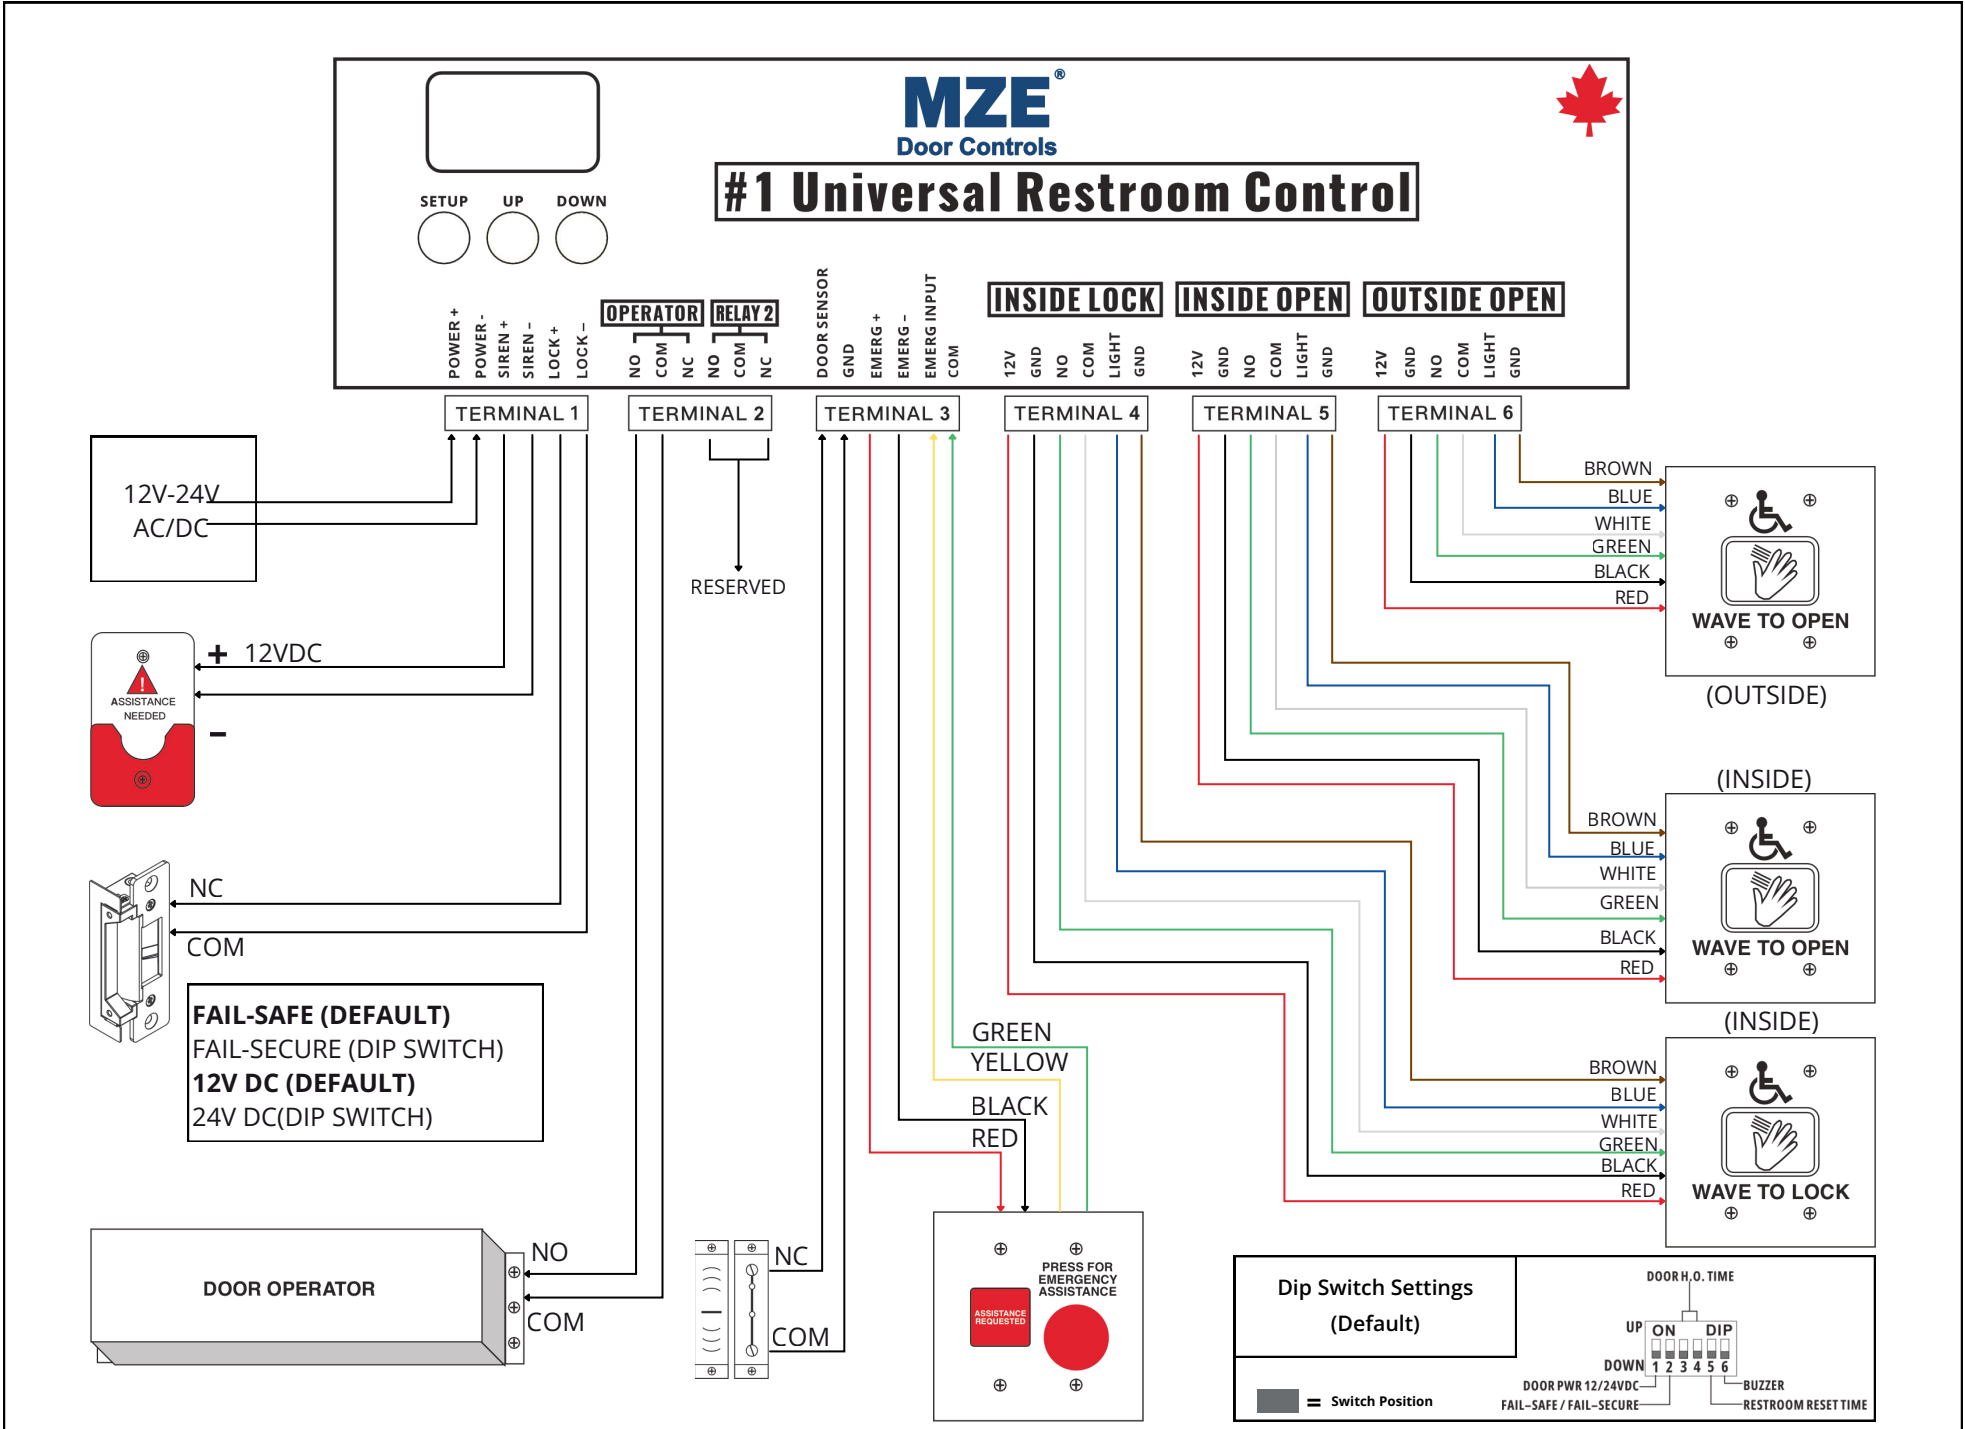 MZE®
Door Controls
#1 Universal Restroom Control
SETUP UP DOWN
POWER +
POWER -
SIREN +
SIREN –
LOCK +
LOCK –
OPERATOR
NO
COM
NC
RELAY 2
NO
COM
NC
DOOR SENSOR
GND
EMERG +
EMERG –
EMERG INPUT
COM
INSIDE LOCK
12V
GND
NO
COM
LIGHT
GND
INSIDE OPEN
12V
GND
NO
COM
LIGHT
GND
OUTSIDE OPEN
12V
GND
NO
COM
LIGHT
GND
TERMINAL 1
TERMINAL 2
TERMINAL 3
TERMINAL 4
TERMINAL 5
TERMINAL 6
12V-24V
AC/DC
RESERVED
+ 12VDC
–
!
ASSISTANCE
NEEDED
NC
COM
FAIL-SAFE (DEFAULT)
FAIL-SECURE (DIP SWITCH)
12V DC (DEFAULT)
24V DC(DIP SWITCH)
DOOR OPERATOR
NO
COM
NC
COM
GREEN
YELLOW
BLACK
RED
PRESS FOR
EMERGENCY
ASSISTANCE
ASSISTANCE
REQUESTED
BROWN
BLUE
WHITE
GREEN
BLACK
RED
WAVE TO OPEN
(OUTSIDE)
(INSIDE)
BROWN
BLUE
WHITE
GREEN
BLACK
RED
WAVE TO OPEN
(INSIDE)
BROWN
BLUE
WHITE
GREEN
BLACK
RED
WAVE TO LOCK
Dip Switch Settings
(Default)
= Switch Position
DOOR H.O. TIME
UP
ON DIP
DOWN
1 2 3 4 5 6
DOOR PWR 12/24VDC
BUZZER
FAIL–SAFE / FAIL–SECURE
RESTROOM RESET TIME